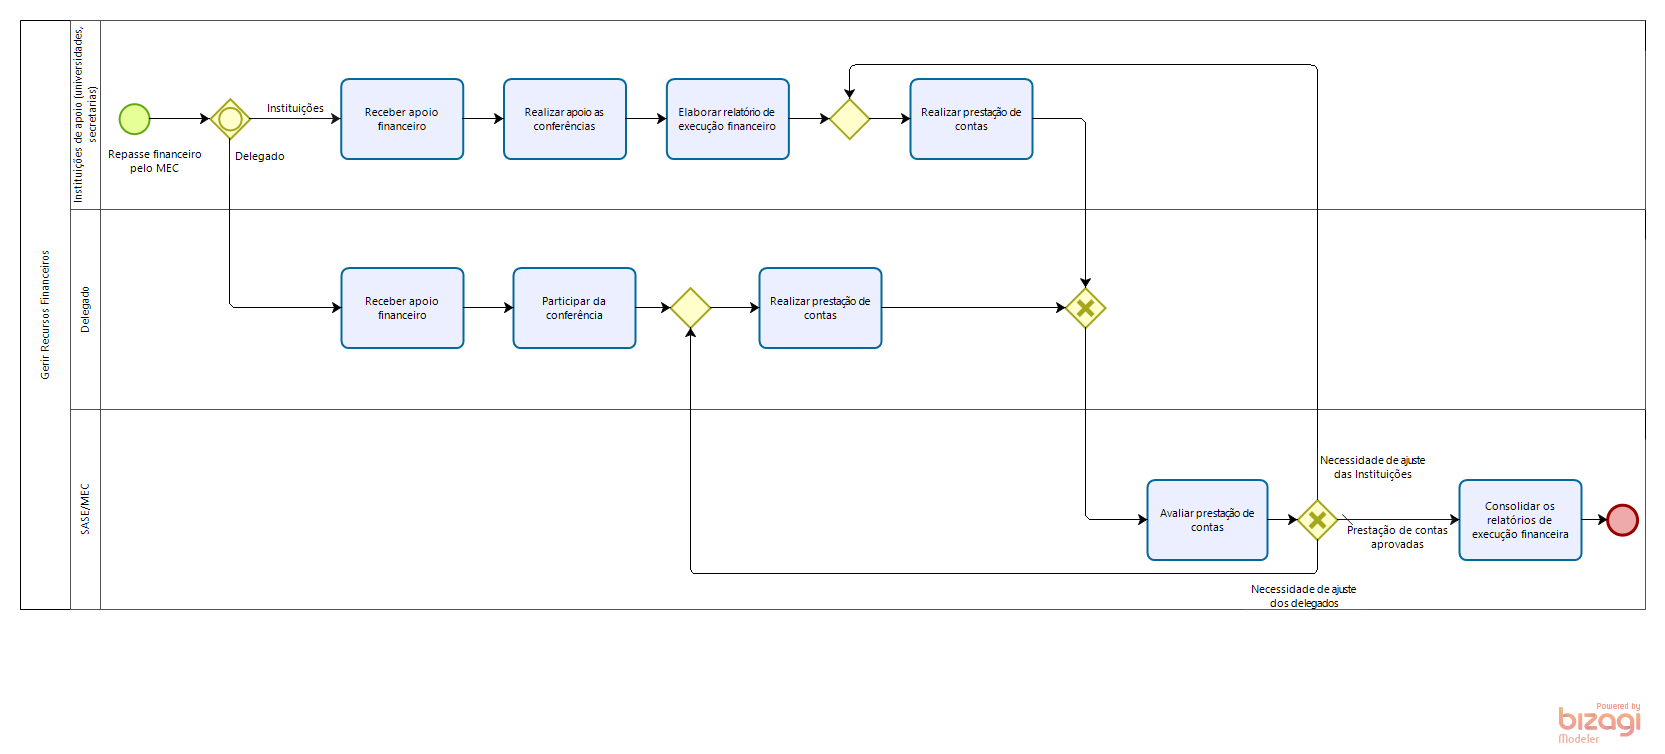 Gerir Recursos Financeiros
Instituições de apoio (universidades,
secretarias)
Repasse financeiro
pelo MEC
Instituições
Delegado
Receber apoio
financeiro
Realizar apoio as
conferências
Elaborar relatório de
execução financeiro
Realizar prestação de
contas
Delegado
Receber apoio
financeiro
Participar da
conferência
Realizar prestação de
contas
SASE/MEC
Avaliar prestação de
contas
Necessidade de ajuste
das Instituições
Prestação de contas
aprovadas
Necessidade de ajuste
dos delegados
Consolidar os
relatórios de
execução financeira
Powered by
bizagi
Modeler